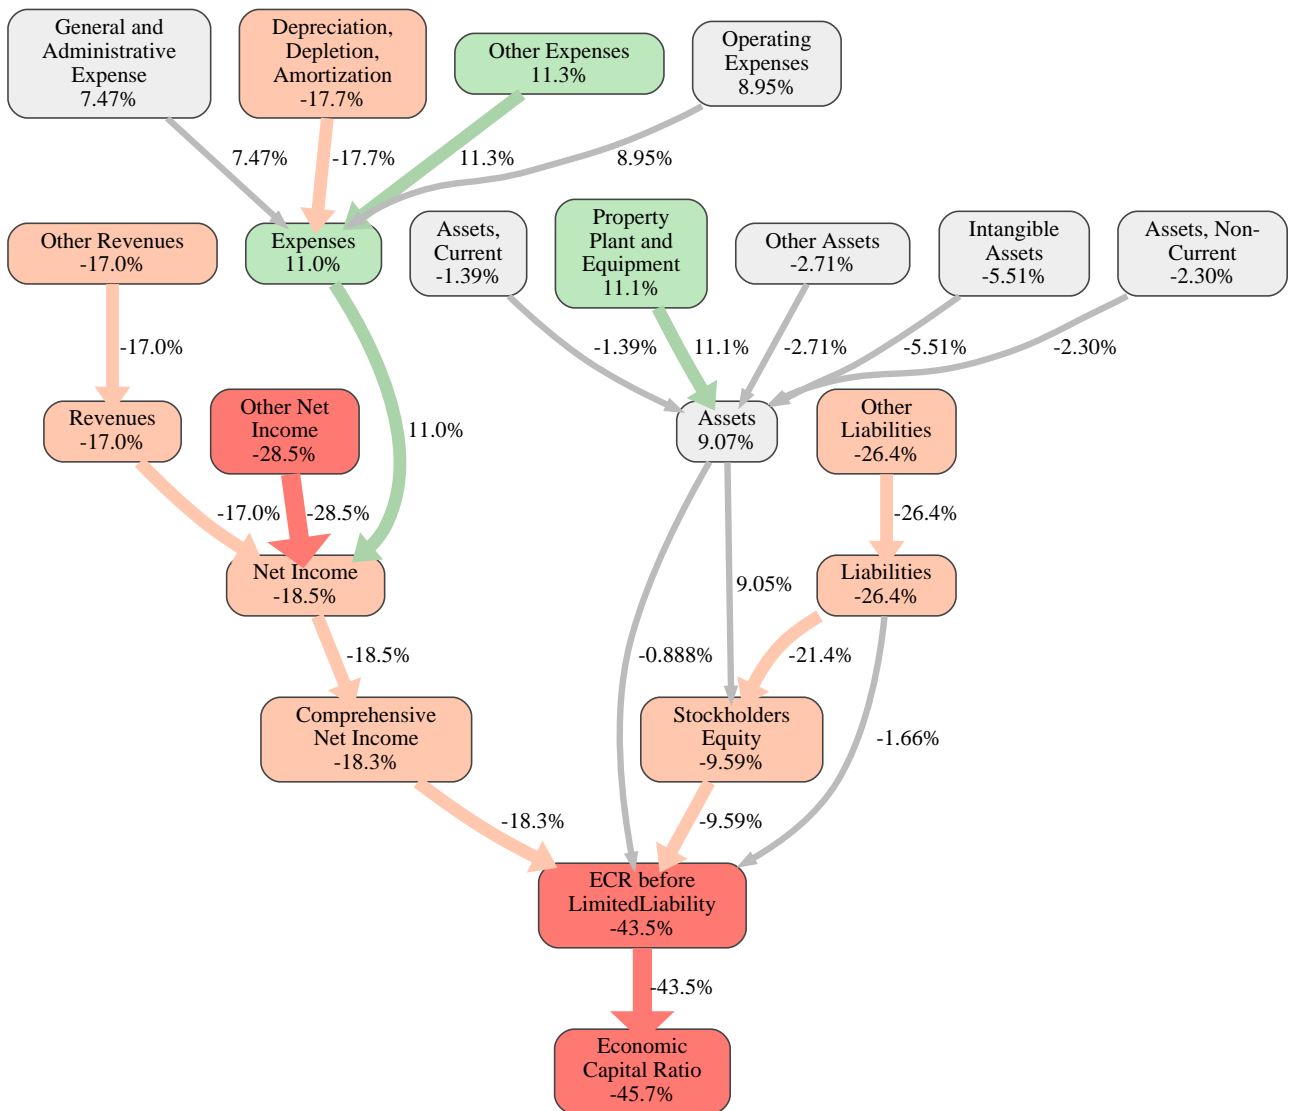 General and
Administrative
Expense
7.47%
Depreciation,
Depletion,
Amortization
-17.7%
Other Expenses
11.3%
Operating
Expenses
8.95%
7.47%
-17.7%
11.3%
8.95%
Other Revenues
-17.0%
Expenses
11.0%
Assets,
Current
-1.39%
Property
Plant and
Equipment
11.1%
Other Assets
-2.71%
Intangible
Assets
-5.51%
Assets, Non-
Current
-2.30%
-17.0%
-1.39%
11.1%
-2.71%
-5.51%
-2.30%
Revenues
-17.0%
Other Net
Income
-28.5%
11.0%
Assets
9.07%
Other
Liabilities
-26.4%
-17.0%
-28.5%
-26.4%
Net Income
-18.5%
9.05%
Liabilities
-26.4%
-18.5%
-0.888%
-21.4%
Comprehensive
Net Income
-18.3%
Stockholders
Equity
-9.59%
-1.66%
-18.3%
-9.59%
ECR before
LimitedLiability
-43.5%
-43.5%
Economic
Capital Ratio
-45.7%